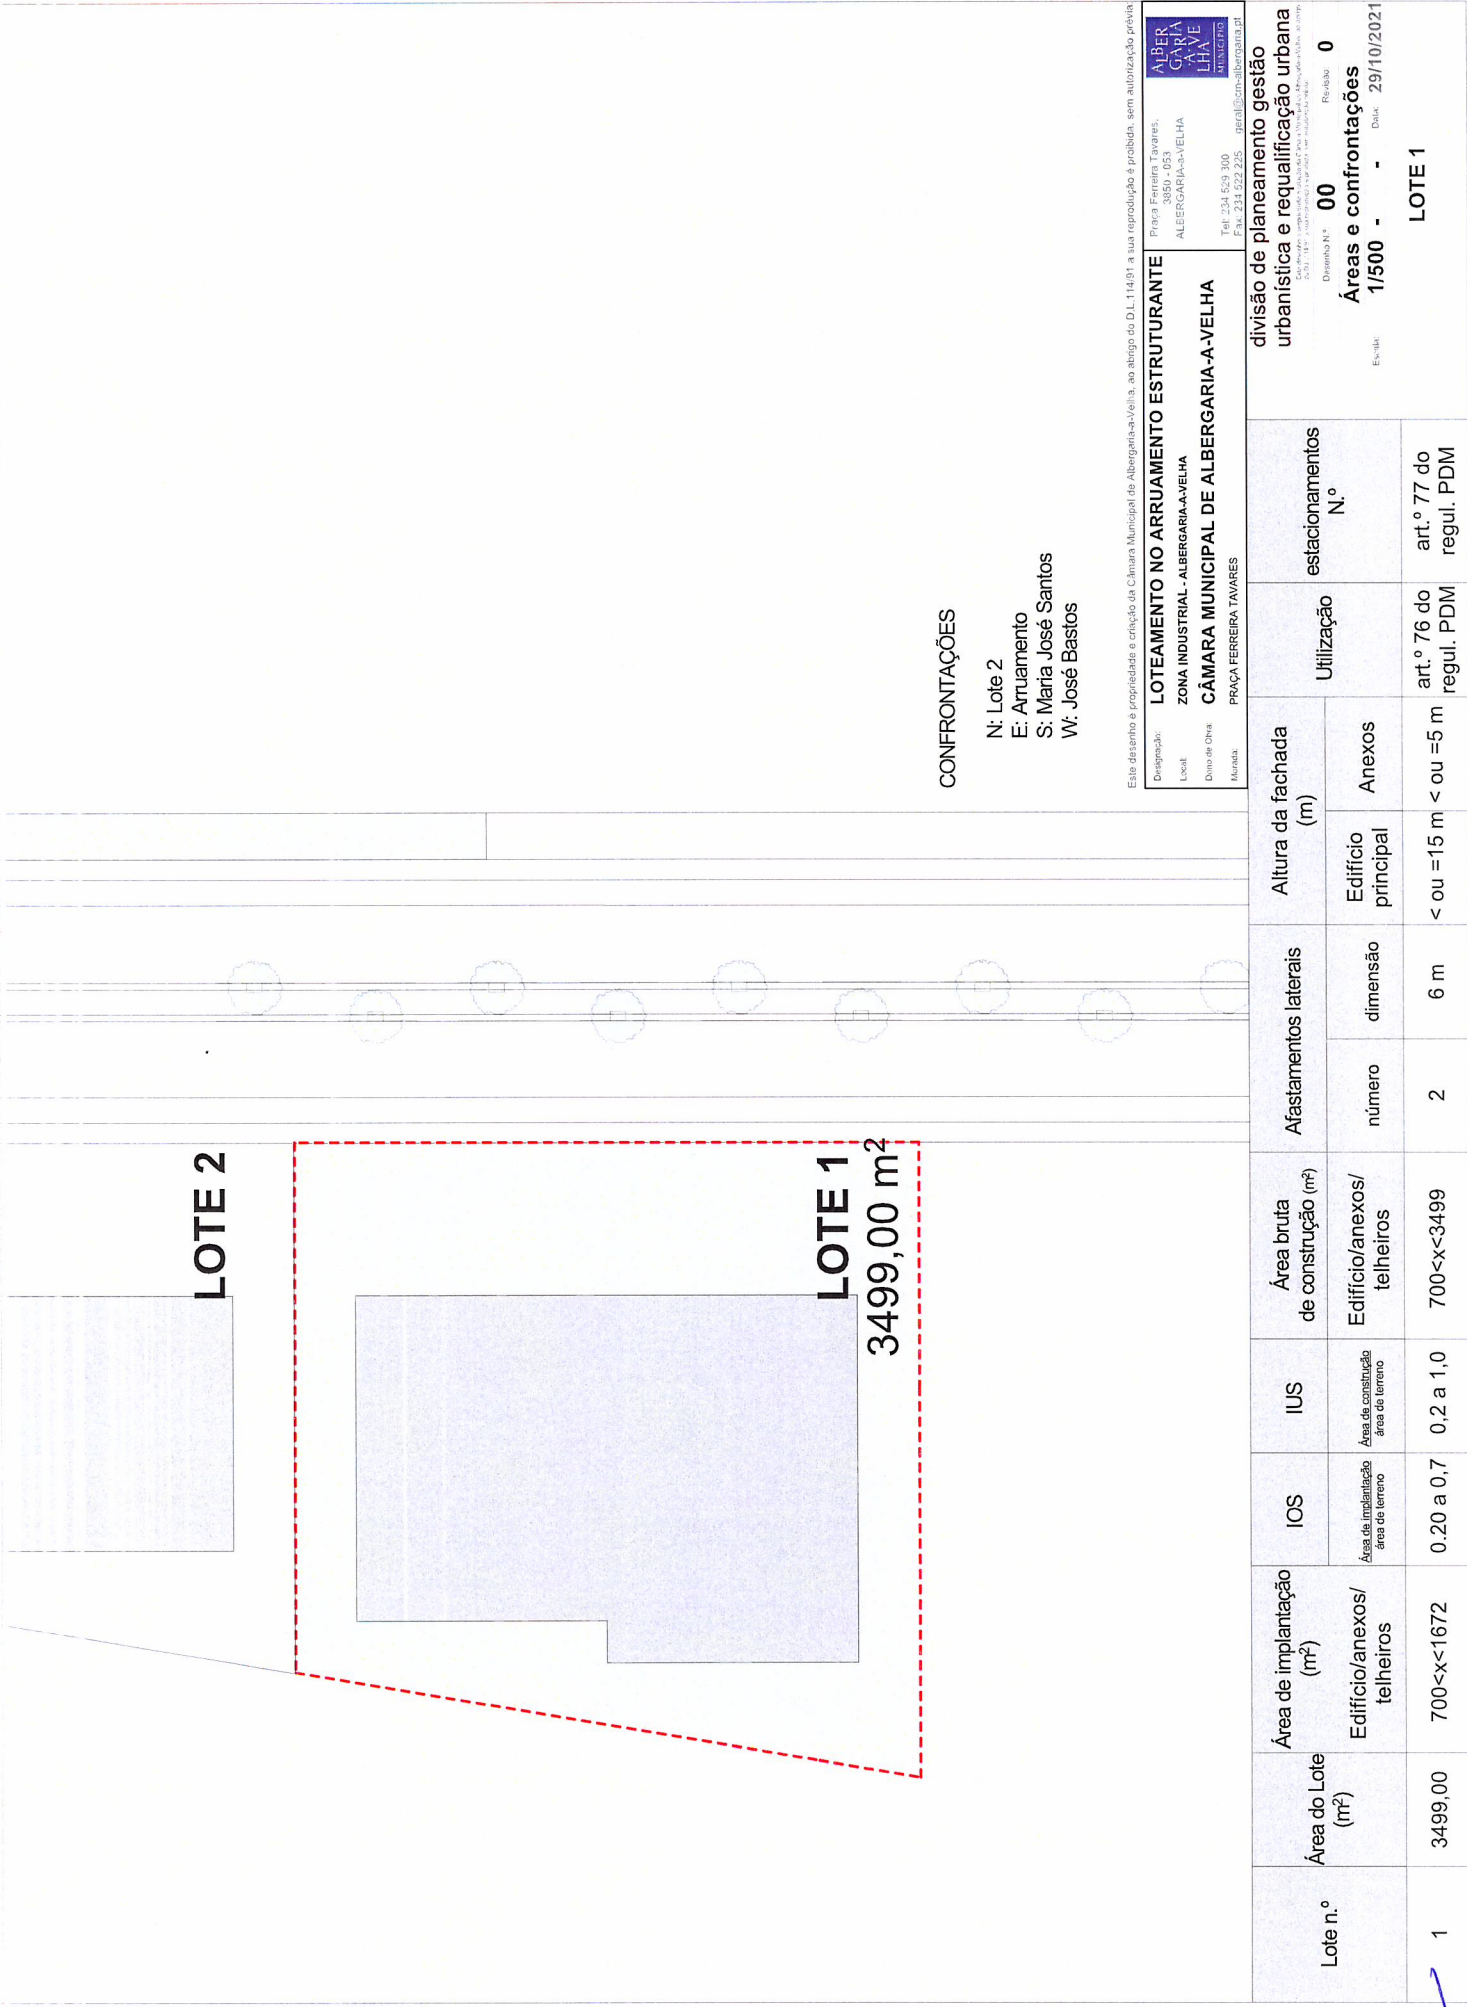 LOTE 2
LOTE 1
3499,00 m²
CONFRONTAÇÕES
N: Lote 2
E: Arruamento
S: Maria José Santos
W: José Bastos
Este desenho é propriedade e criação da Câmara Municipal de Albergaria-a-Velha, ao abrigo do D.L.114/91 a sua reprodução é proibida, sem autorização prévia.
Designação: LOTEAMENTO NO ARRUAMENTO ESTRUTURANTE
Local: ZONA INDUSTRIAL - ALBERGARIA-A-VELHA
Dono de Obra: CÂMARA MUNICIPAL DE ALBERGARIA-A-VELHA
Morada: PRAÇA FERREIRA TAVARES
Praça Ferreira Tavares,
3850 - 053
ALBERGARIA-a-VELHA
Tel: 234 529 300
Fax: 234 522 225 geral@cm-albergaria.pt
ALBER
GARIA
·A·VE
LHA
MUNICÍPIO
divisão de planeamento gestão
urbanística e requalificação urbana
Desenho N.º 00 Revisão 0
Áreas e confrontações
Escala: 1/500 - - Data: 29/10/2021
LOTE 1
Lote n.º
Área do Lote
(m²)
Área de implantação
(m²)
Edifício/anexos/
telheiros
IOS
Área de implantação
área de terreno
IUS
Área de construção
área de terreno
Área bruta
de construção (m²)
Edifício/anexos/
telheiros
Afastamentos laterais
número
dimensão
Altura da fachada
(m)
Edifício
principal
Anexos
Utilização
estacionamentos
N.º
1 3499,00 700<x<1672 0.20 a 0,7 0,2 a 1,0 700<x<3499 2 6 m < ou =15 m < ou =5 m
art.º 76 do
regul. PDM
art.º 77 do
regul. PDM